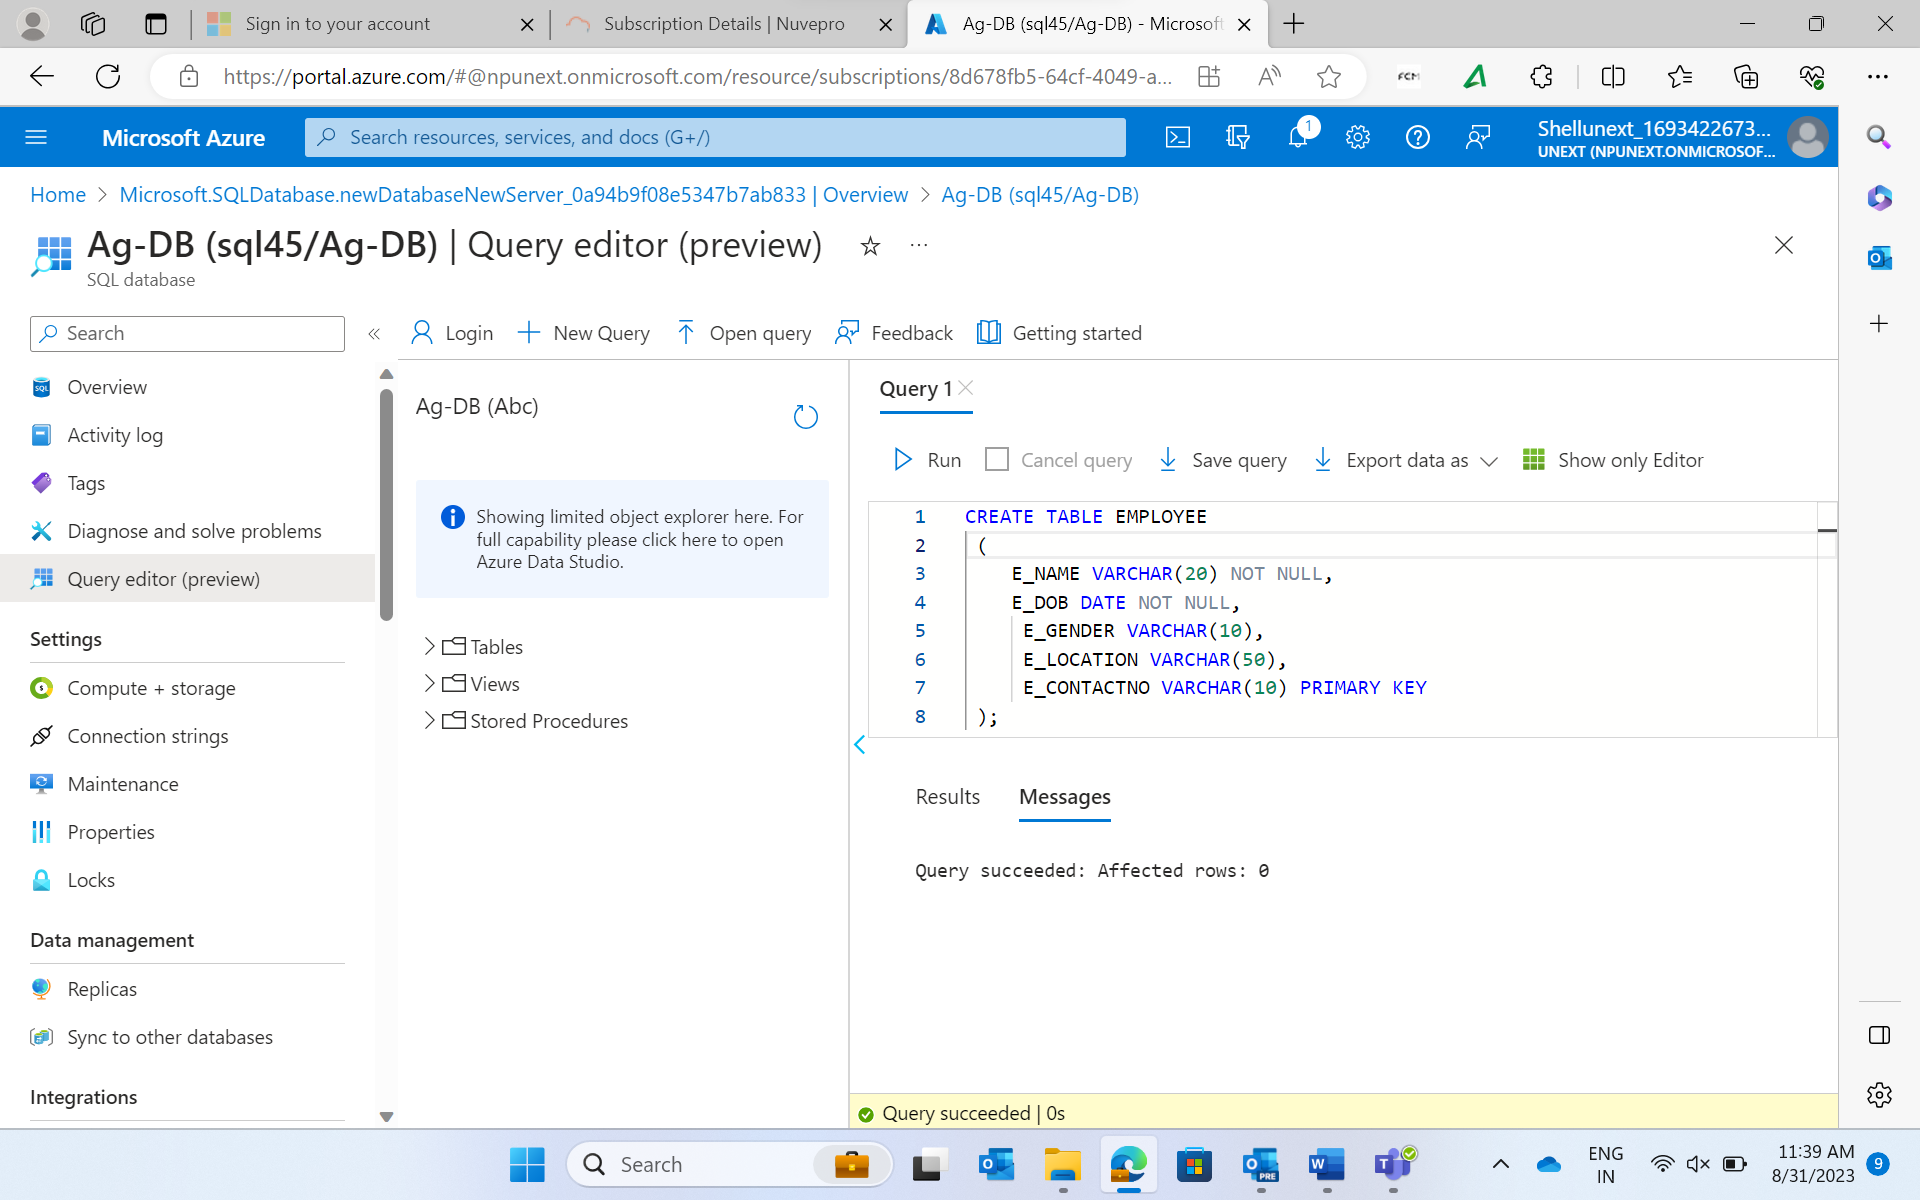 Sign in to your account
Subscription Details | Nuvepro
Ag-DB (sql45/Ag-DB) - Microsoft
https://portal.azure.com/#@npunext.onmicrosoft.com/resource/subscriptions/8d678fb5-64cf-4049-a...
FCM
Microsoft Azure
Search resources, services, and docs (G+/)
1
Shellunext_1693422673...
UNEXT (NPUNEXT.ONMICROSOF...
Home > Microsoft.SQLDatabase.newDatabaseNewServer_0a94b9f08e5347b7ab833 | Overview > Ag-DB (sql45/Ag-DB)
Ag-DB (sql45/Ag-DB) | Query editor (preview)
SQL database
Search
Login
New Query
Open query
Feedback
Getting started
Overview
Activity log
Tags
Diagnose and solve problems
Query editor (preview)
Settings
Compute + storage
Connection strings
Maintenance
Properties
Locks
Data management
Replicas
Sync to other databases
Integrations
Ag-DB (Abc)
Showing limited object explorer here. For
full capability please click here to open
Azure Data Studio.
Tables
Views
Stored Procedures
Query 1
Run
Cancel query
Save query
Export data as
Show only Editor
1 CREATE TABLE EMPLOYEE
2 (
3 E_NAME VARCHAR(20) NOT NULL,
4 E_DOB DATE NOT NULL,
5 E_GENDER VARCHAR(10),
6 E_LOCATION VARCHAR(50),
7 E_CONTACTNO VARCHAR(10) PRIMARY KEY
8 );
Results
Messages
Query succeeded: Affected rows: 0
Query succeeded | 0s
Search
ENG
IN
11:39 AM
8/31/2023
9